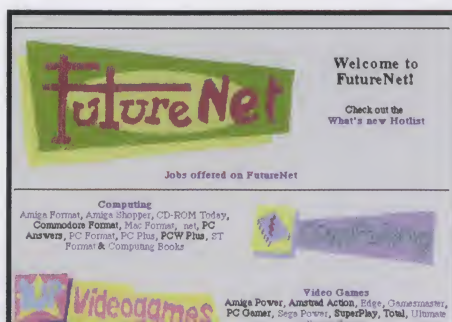 FutureNet
Welcome to
FutureNet!
Check out the
What's new Hotlist
Jobs offered on FutureNet
Computing
Amiga Format, Amiga Shopper, CD-ROM Today,
Commodore Format, Mac Format, .net, PC
Answers, PC Format, PC Plus, PCW Plus, ST
Format & Computing Books
Computing
Videogames
Video Games
Amiga Power, Amstrad Action, Edge, Gamesmaster,
PC Gamer, Sega Power, SuperPlay, Total, Ultimate